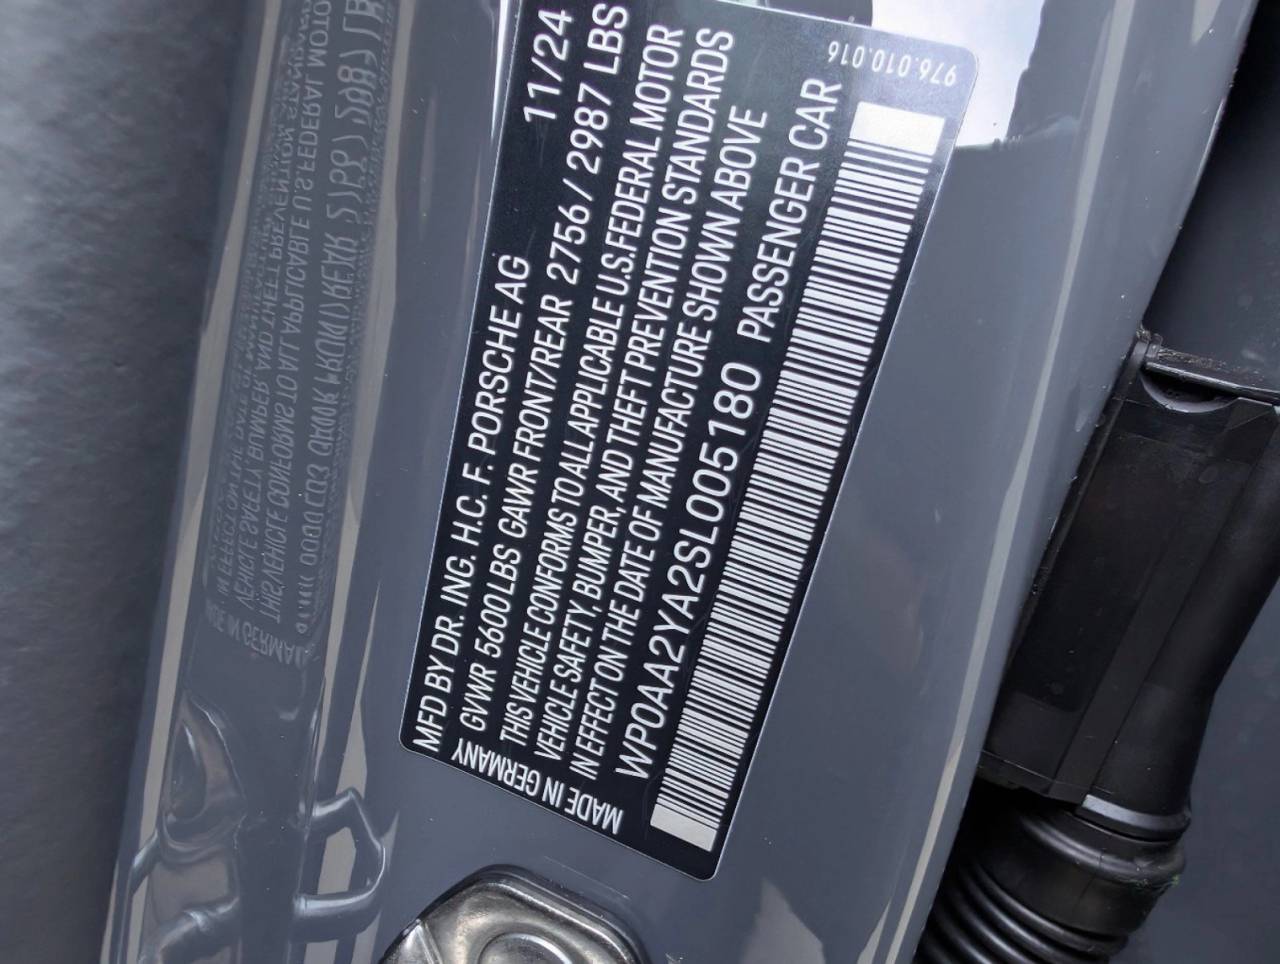 MFD BY DR. ING. H.C. F. PORSCHE AG 11/24
GVWR 5600 LBS GAWR FRONT/REAR 2756 / 2987 LBS
THIS VEHICLE CONFORMS TO ALL APPLICABLE U.S. FEDERAL MOTOR
VEHICLE SAFETY, BUMPER, AND THEFT PREVENTION STANDARDS
IN EFFECT ON THE DATE OF MANUFACTURE SHOWN ABOVE
WP0AA2YA2SL005180 PASSENGER CAR
MADE IN GERMANY
976.010.016